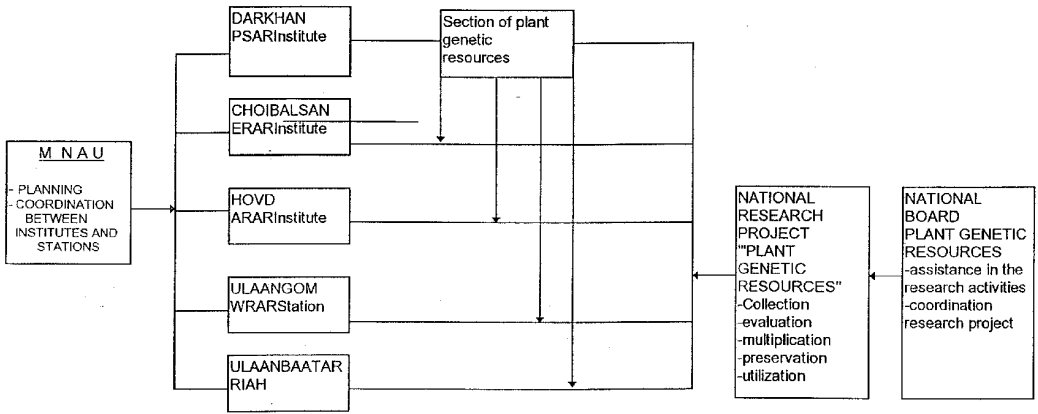 M N A U
- PLANNING
- COORDINATION
BETWEEN
INSTITUTES AND
STATIONS
DARKHAN
PSARInstitute
CHOIBALSAN
ERARInstitute
HOVD
ARARInstitute
ULAANGOM
WRARStation
ULAANBAATAR
RIAH
Section of plant
genetic
resources
NATIONAL
RESEARCH
PROJECT
"'PLANT
GENETIC
RESOURCES"
-Collection
-evaluation
-multiplication
-preservation
-utilization
NATIONAL
BOARD
PLANT GENETIC
RESOURCES
-assistance in the
research activities
-coordination
research project